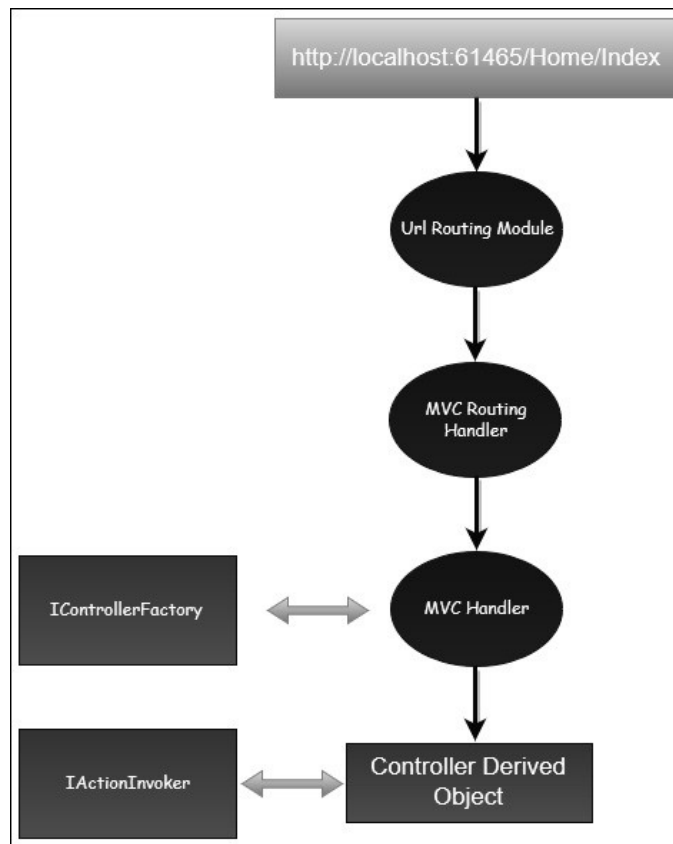 http://localhost:61465/Home/Index
Url Routing Module
MVC Routing
Handler
IControllerFactory
MVC Handler
IActionInvoker
Controller Derived
Object